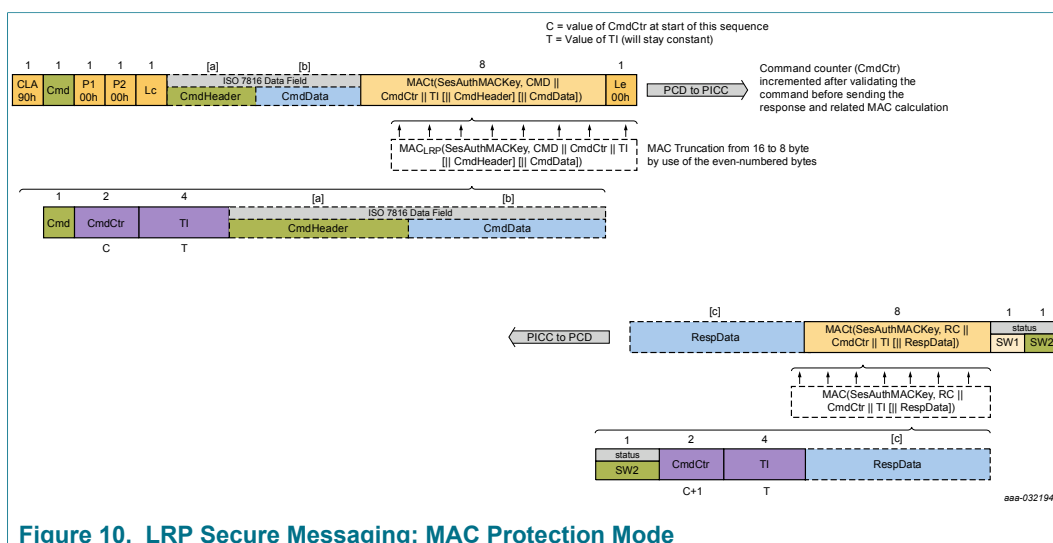 C = value of CmdCtr at start of this sequence
T = Value of TI (will stay constant)
1 1 1 1 1 [a] [b] 8 1
CLA 90h
Cmd
P1 00h
P2 00h
Lc
ISO 7816 Data Field
CmdHeader CmdData
MACt(SesAuthMACKey, CMD ||
CmdCtr || TI [|| CmdHeader] [|| CmdData])
Le 00h
PCD to PICC
Command counter (CmdCtr)
incremented after validating the
command before sending the
response and related MAC calculation
MACLRP(SesAuthMACKey, CMD || CmdCtr || TI
[|| CmdHeader] [|| CmdData])
MAC Truncation from 16 to 8 byte
by use of the even-numbered bytes
1 2 4 [a] [b]
Cmd CmdCtr TI
ISO 7816 Data Field
CmdHeader CmdData
C T
[c] 8 1 1
PICC to PCD
RespData
MACt(SesAuthMACKey, RC ||
CmdCtr || TI [|| RespData])
status
SW1 SW2
MAC(SesAuthMACKey, RC ||
CmdCtr || TI [|| RespData])
1 2 4 [c]
status
SW2 CmdCtr TI RespData
C+1 T
aaa-032194
Figure 10. LRP Secure Messaging: MAC Protection Mode